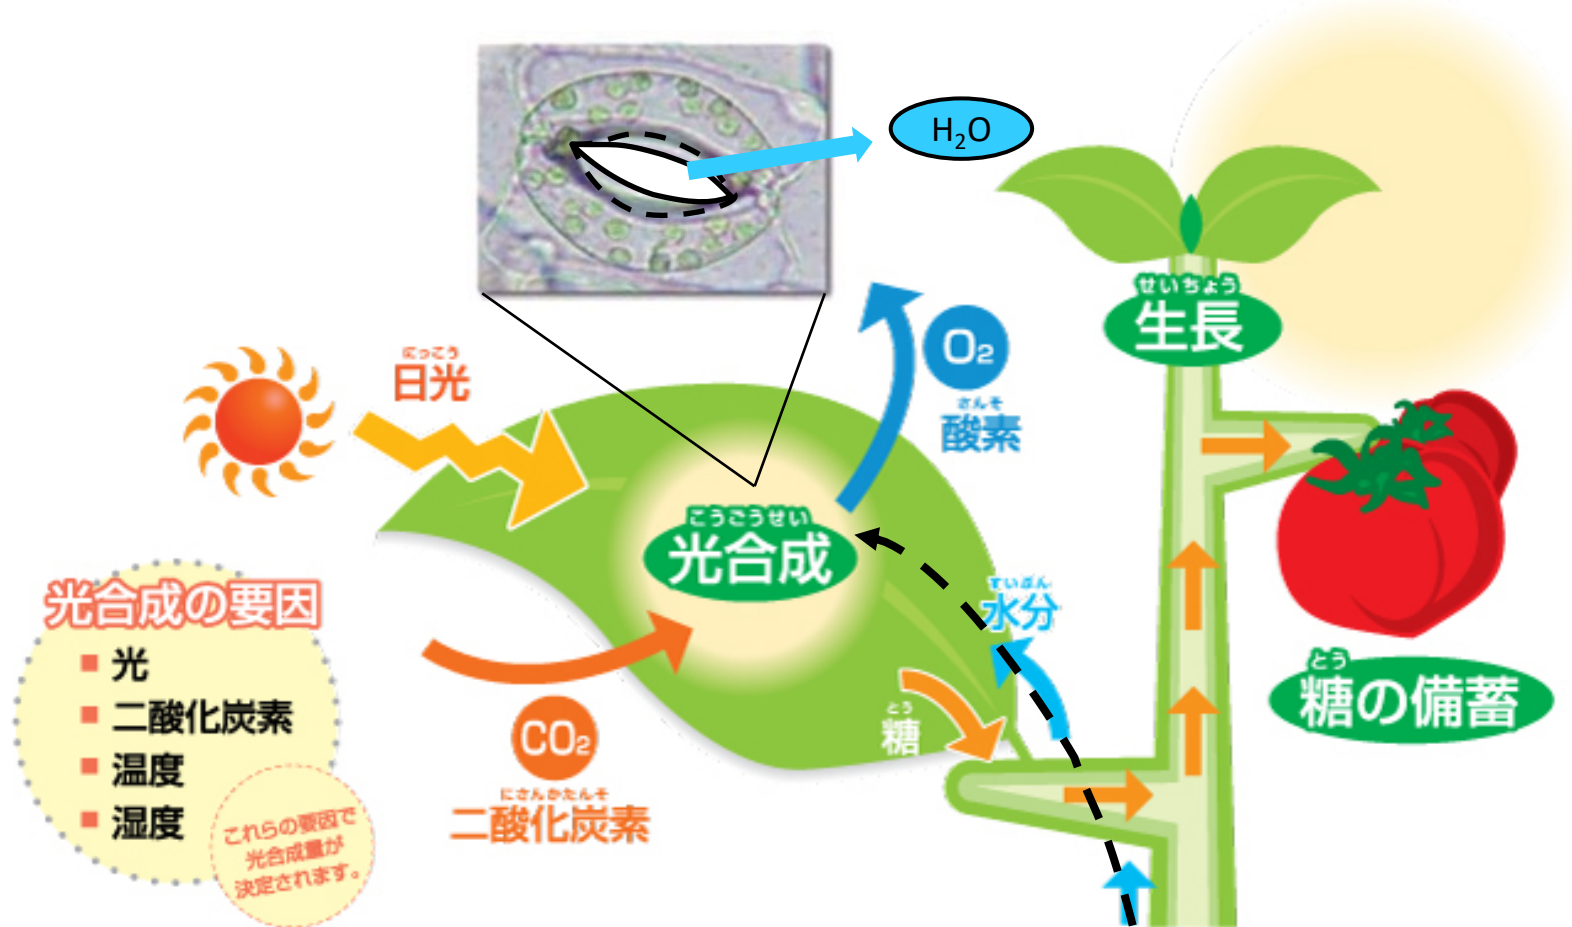 H₂O
せいちょう
生長
にっこう
日光
O₂
さんそ
酸素
こうごうせい
光合成
すいぶん
水分
光合成の要因
■ 光
■ 二酸化炭素
■ 温度
■ 湿度
これらの要因で
光合成量が
決定されます。
CO₂
にさんかたんそ
二酸化炭素
とう
糖
とう
糖の備蓄